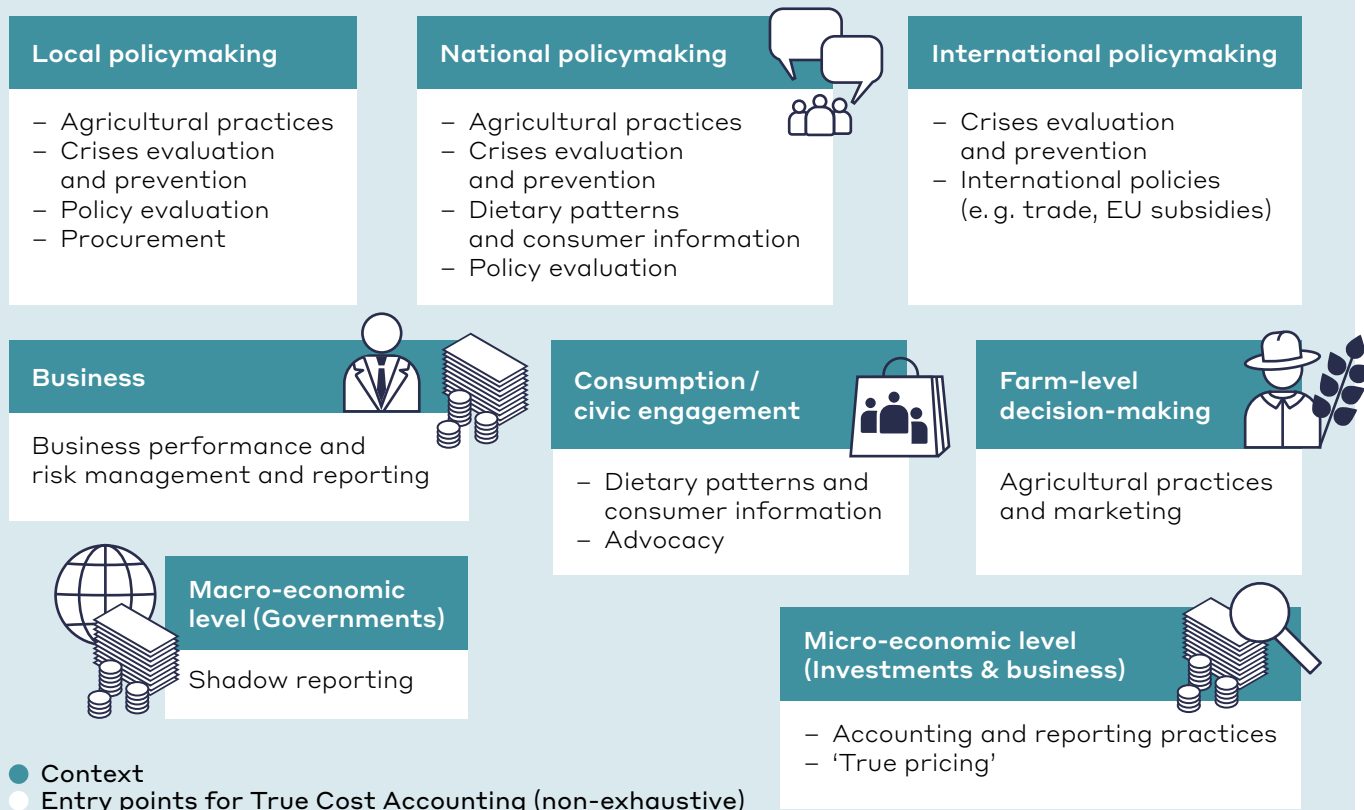 Local policymaking
– Agricultural practices
– Crises evaluation
and prevention
– Policy evaluation
– Procurement
National policymaking
– Agricultural practices
– Crises evaluation
and prevention
– Dietary patterns
and consumer information
– Policy evaluation
International policymaking
– Crises evaluation
and prevention
– International policies
(e. g. trade, EU subsidies)
Business
Business performance and
risk management and reporting
Consumption /
civic engagement
– Dietary patterns and
consumer information
– Advocacy
Farm-level
decision-making
Agricultural practices
and marketing
Macro-economic
level (Governments)
Shadow reporting
Micro-economic level
(Investments & business)
– Accounting and reporting practices
– ‘True pricing’
Context
Entry points for True Cost Accounting (non-exhaustive)